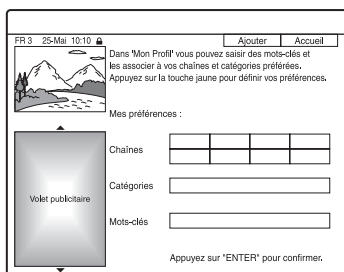 FR 3 25-Mai 10:10
Ajouter Accueil
Dans 'Mon Profil' vous pouvez saisir des mots-clés et
les associer à vos chaînes et catégories préférées.
Appuyez sur la touche jaune pour définir vos préférences.
Mes préférences :
Chaînes
Catégories
Volet publicitaire
Mots-clés
Appuyez sur "ENTER" pour confirmer.